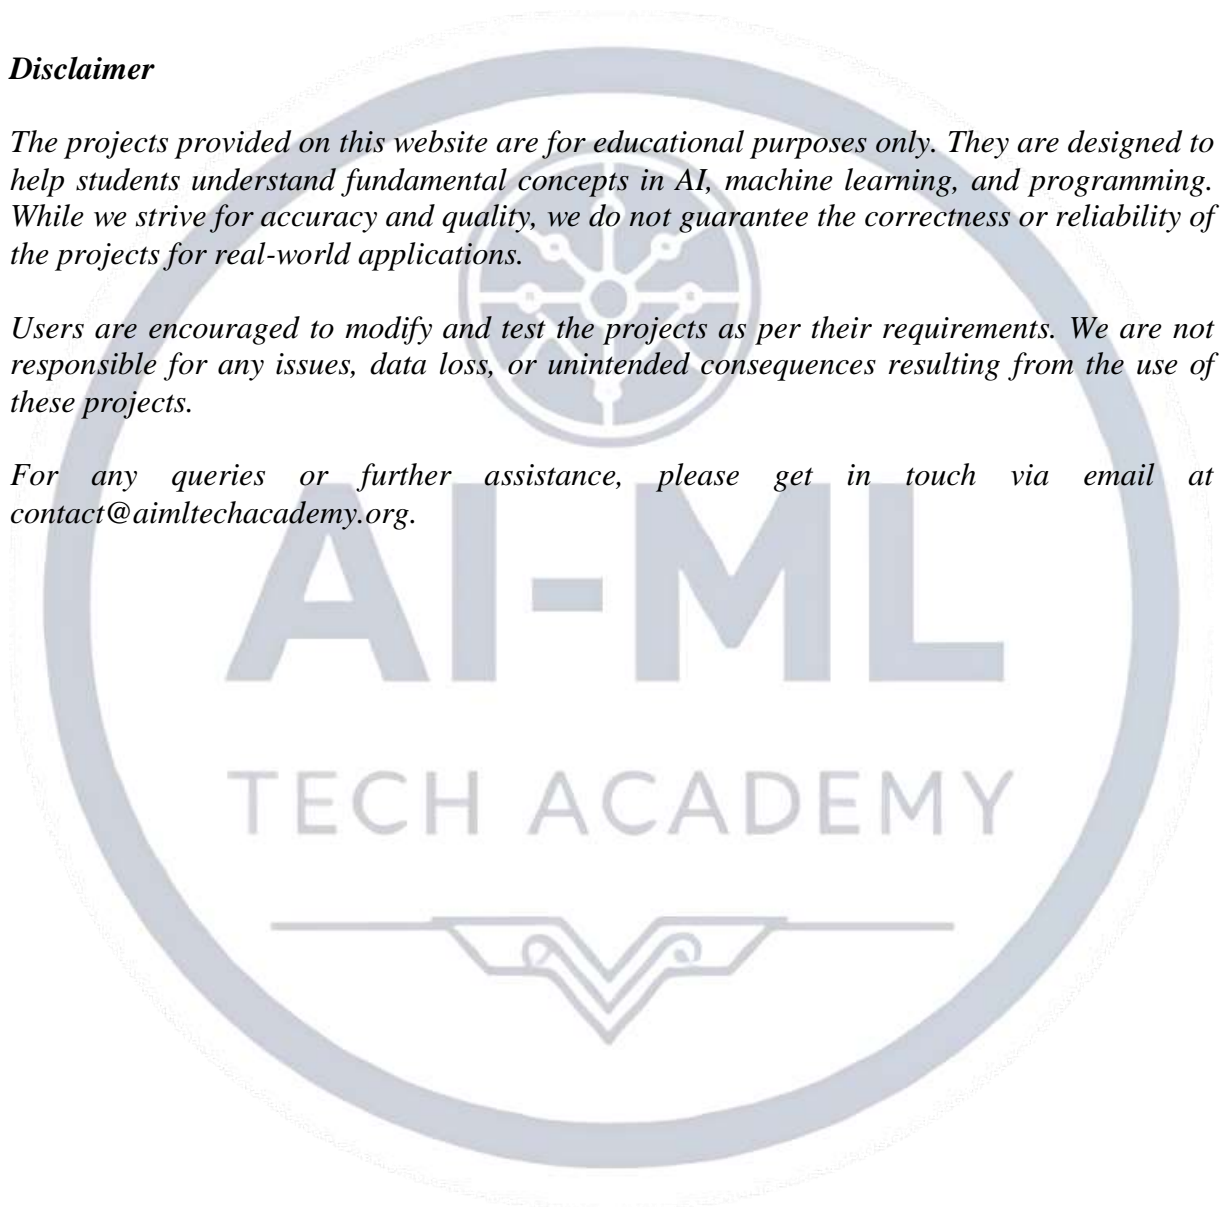 Disclaimer
The projects provided on this website are for educational purposes only. They are designed to
help students understand fundamental concepts in AI, machine learning, and programming.
While we strive for accuracy and quality, we do not guarantee the correctness or reliability of
the projects for real-world applications.
Users are encouraged to modify and test the projects as per their requirements. We are not
responsible for any issues, data loss, or unintended consequences resulting from the use of
these projects.
For any queries or further assistance, please get in touch via email at
contact@aimltechacademy.org.
AI-ML
TECH ACADEMY